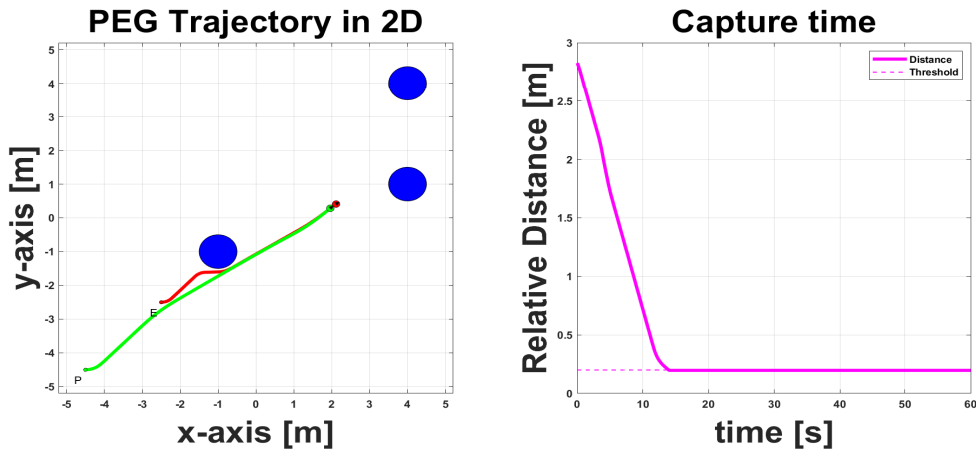 PEG Trajectory in 2D
5
4
3
2
1
0
-1
-2
-3
-4
-5
y-axis [m]
E
P
-5 -4 -3 -2 -1 0 1 2 3 4 5
x-axis [m]
Capture time
3
2.5
2
1.5
1
0.5
0
Relative Distance [m]
Distance
Threshold
0 10 20 30 40 50 60
time [s]